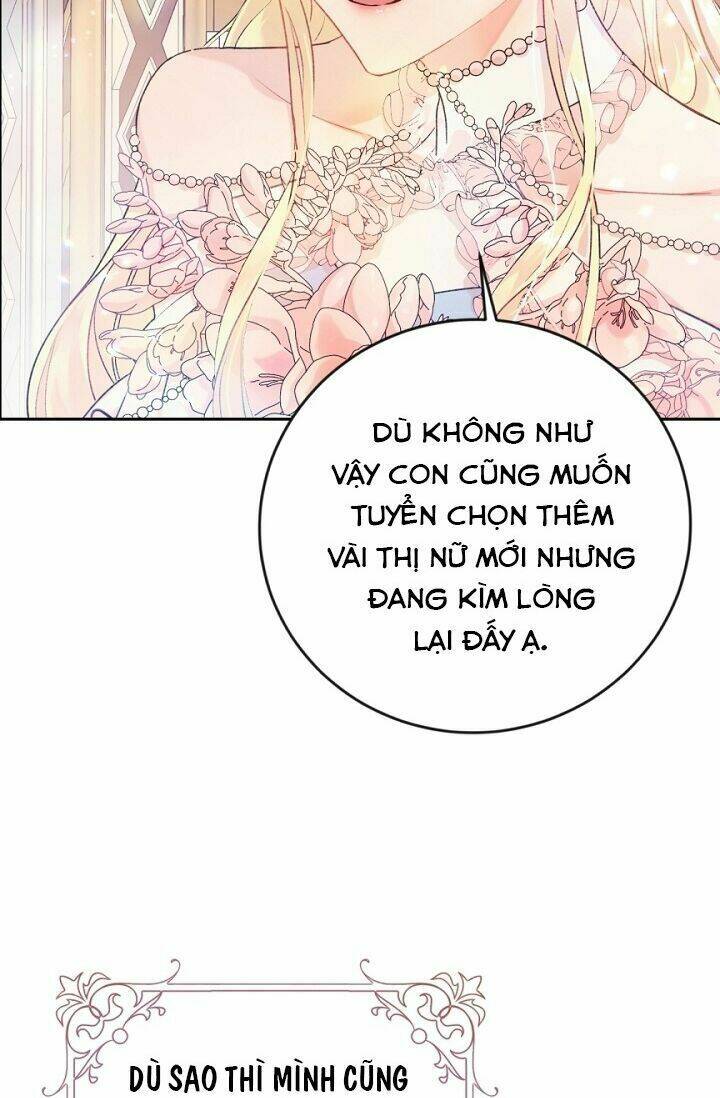 DÙ KHÔNG NHƯ
VẬY CON CŨNG MUỐN
TUYỂN CHỌN THÊM
VÀI THỊ NỮ MỚI NHƯNG
ĐANG KÌM LÒNG
LẠI ĐẤY Ạ.
DÙ SAO THÌ MÌNH CŨNG